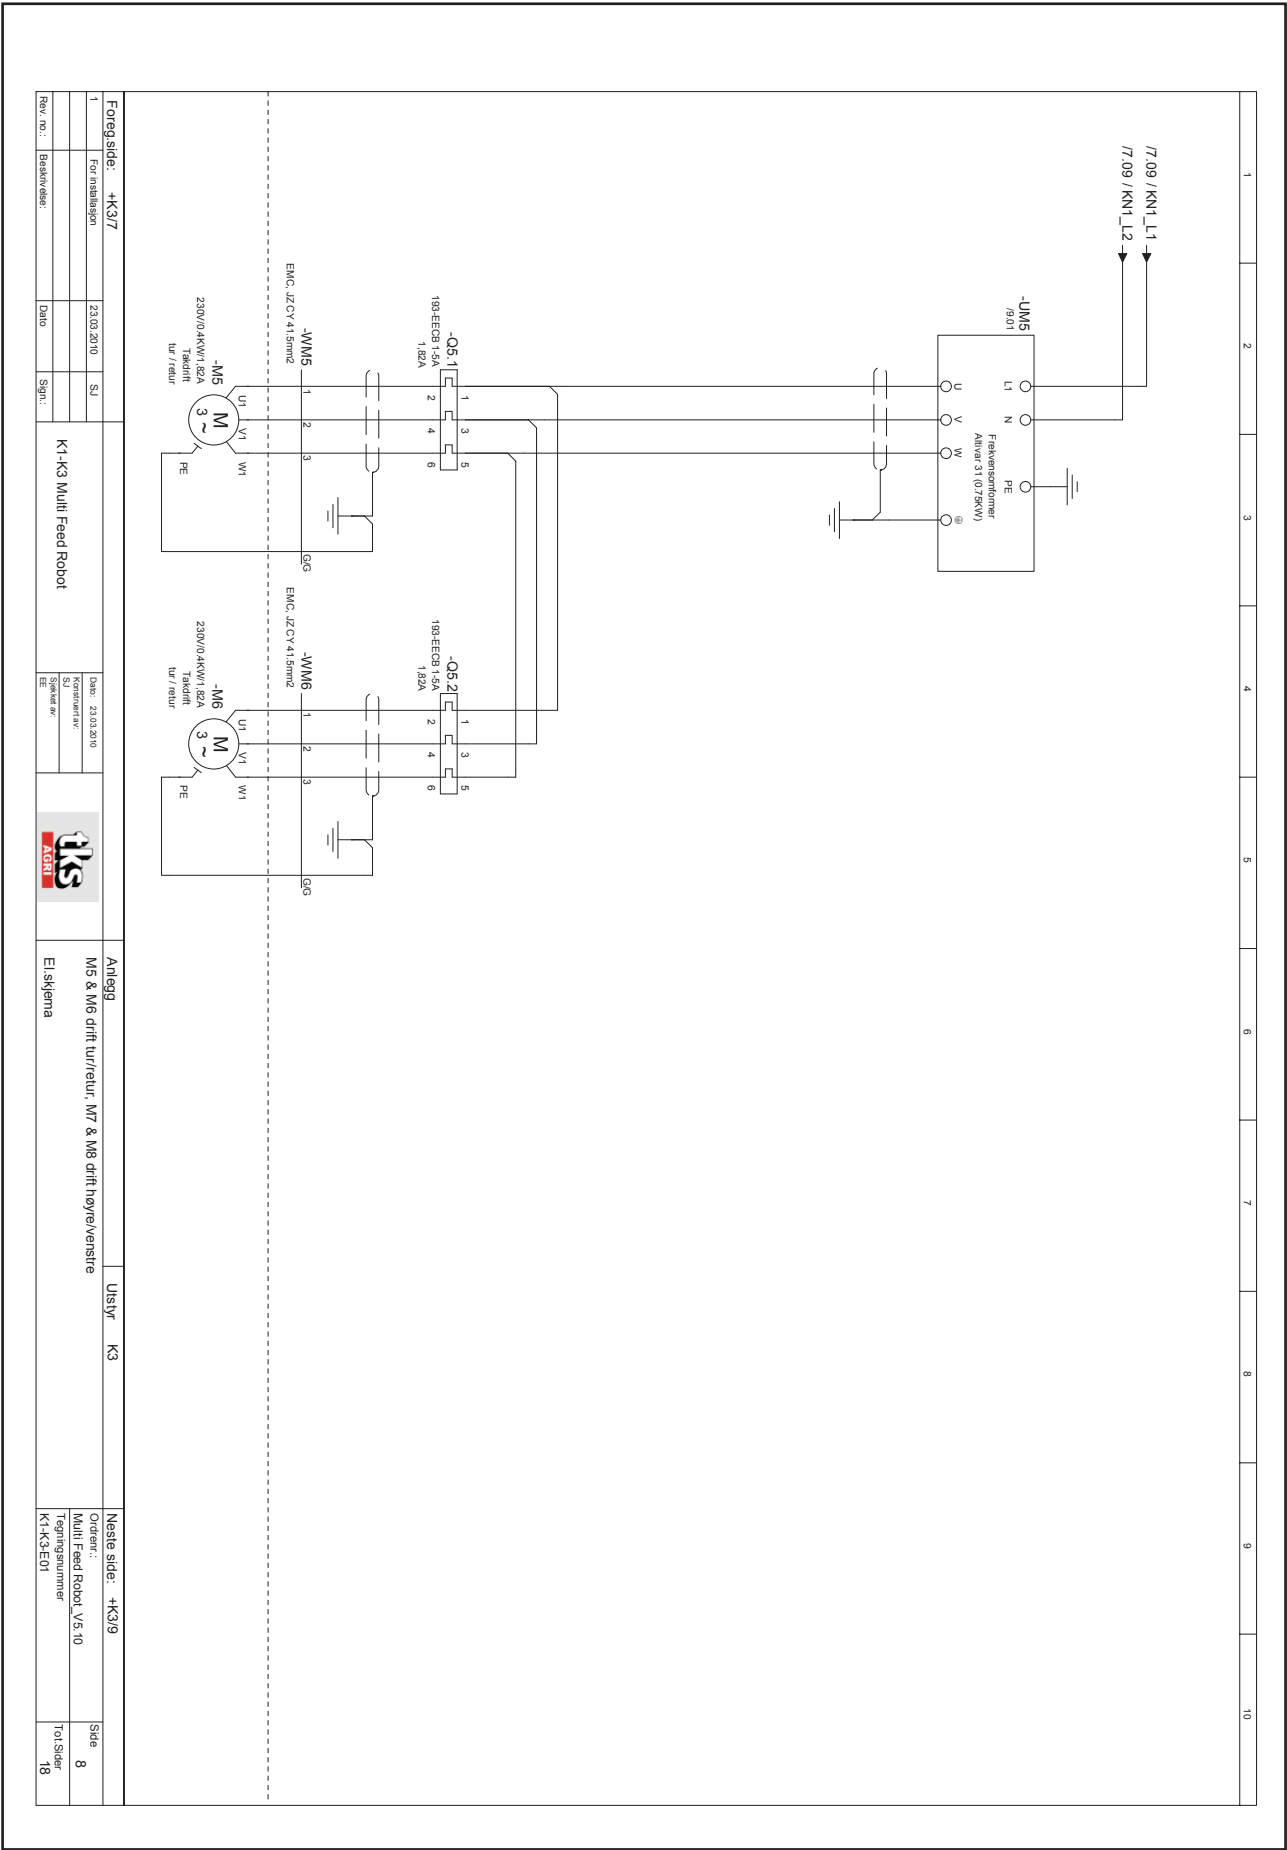 1 2 3 4 5 6 7 8 9 10
/7.09 / KN1_L1
/7.09 / KN1_L2
-UM5
/9.01
L1 N PE
Frekvensomformer
Altivar 31 (0.75KW)
U V W
-Q5.1
193-EECB 1-5A
1,82A
1 3 5
2 4 6
-Q5.2
193-EECB 1-5A
1,82A
1 3 5
2 4 6
-WM5
EMC, JZ CY 41.5mm2
1 2 3 G/G
-WM6
EMC, JZ CY 41.5mm2
1 2 3 G/G
-M5
230V/0.4KW/1,82A
Takdrift
tur / retur
U1 V1 W1
M
3 ~
PE
-M6
230V/0.4KW/1,82A
Takdrift
tur / retur
U1 V1 W1
M
3 ~
PE
Foreg.side: +K3/7
1 For installasjon 23.03.2010 SJ
Rev. no.: Beskrivelse: Dato Sign.:
K1-K3 Multi Feed Robot
Dato: 23.03.2010
Konstruert av:
SJ
Sjekket av:
EE
tks
AGRI
Anlegg
M5 & M6 drift tur/retur, M7 & M8 drift høyre/venstre
El.skjema
Utstyr K3
Neste side: +K3/9
Ordrenr.:
Multi Feed Robot_V5.10
Tegningsnummer
K1-K3-E01
Side
8
Tot.Sider
18